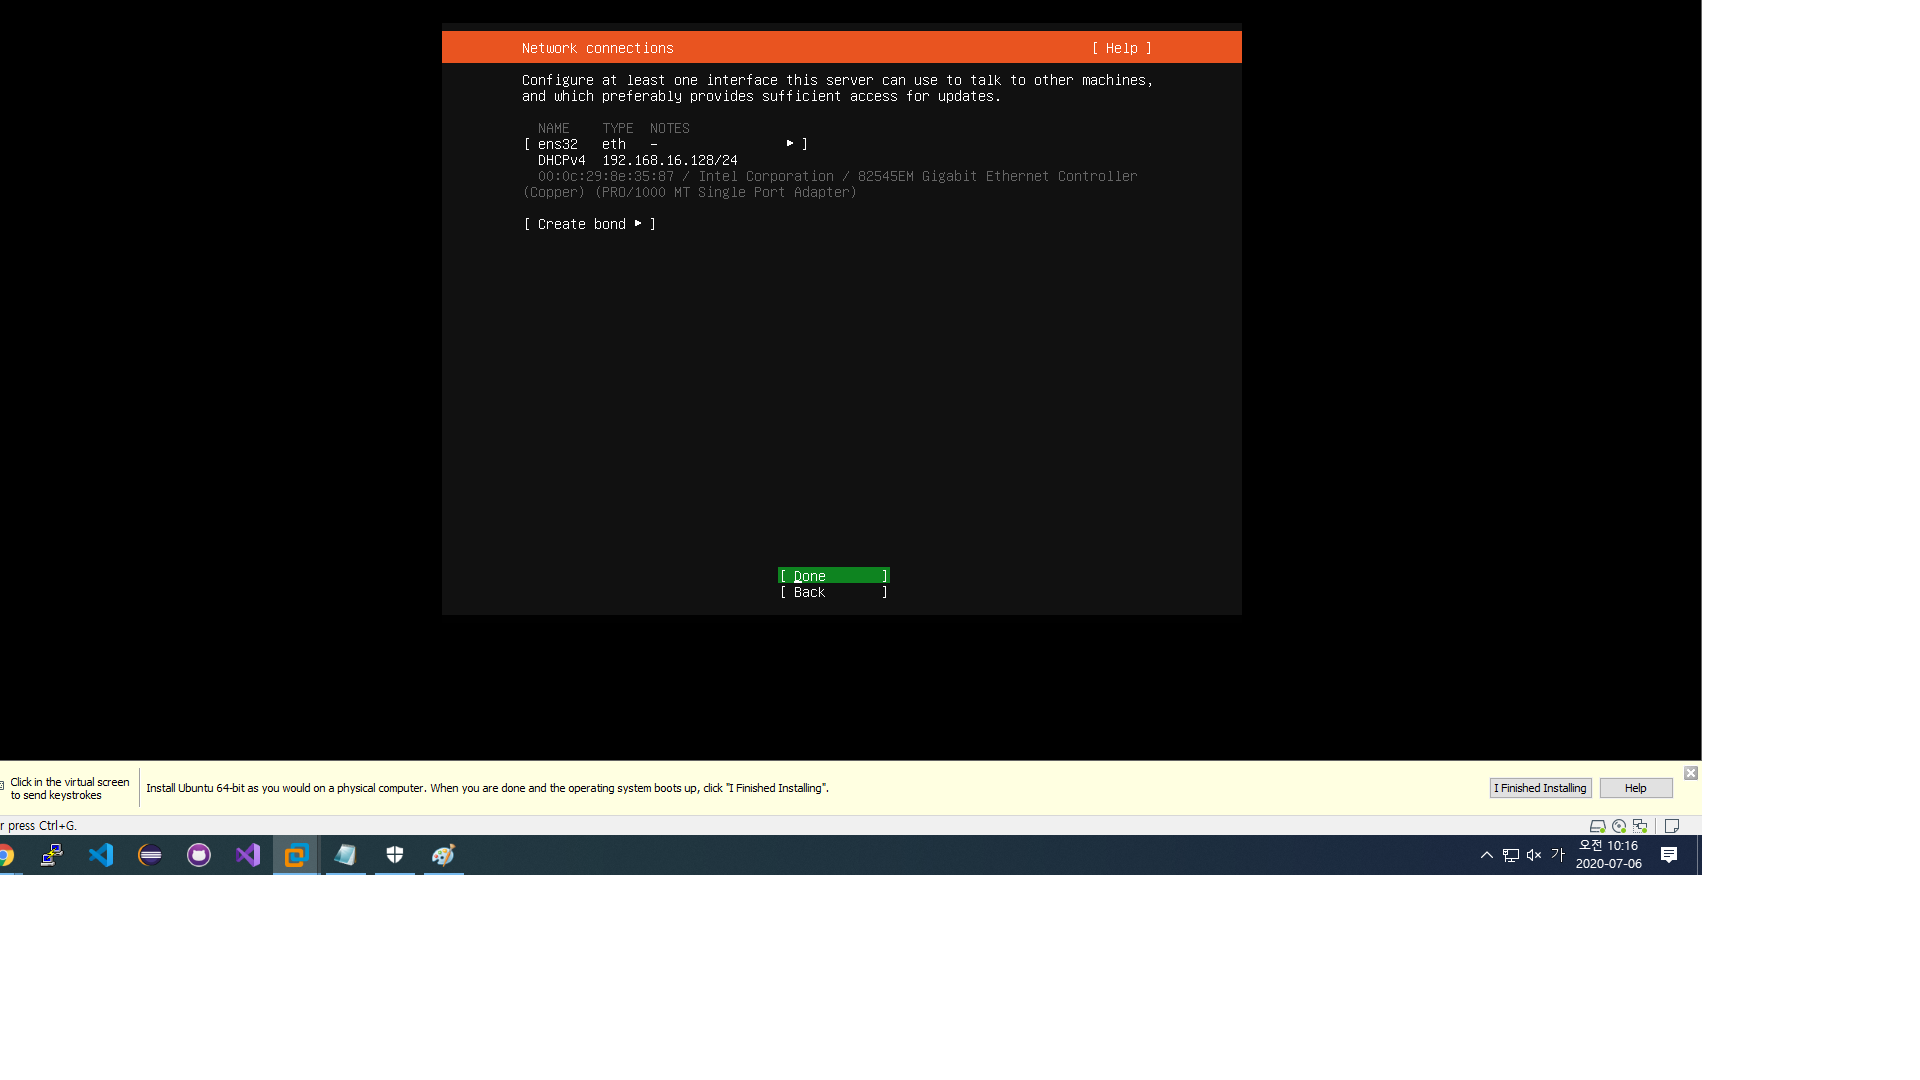 Network connections [ Help ]
Configure at least one interface this server can use to talk to other machines,
and which preferably provides sufficient access for updates.
NAME TYPE NOTES
[ ens32 eth - ▸ ]
DHCPv4 192.168.16.128/24
00:0c:29:8e:35:87 / Intel Corporation / 82545EM Gigabit Ethernet Controller
(Copper) (PRO/1000 MT Single Port Adapter)
[ Create bond ▸ ]
[ Done ]
[ Back ]
Click in the virtual screen
to send keystrokes
Install Ubuntu 64-bit as you would on a physical computer. When you are done and the operating system boots up, click "I Finished Installing".
I Finished Installing
Help
r press Ctrl+G.
가
오전 10:16
2020-07-06